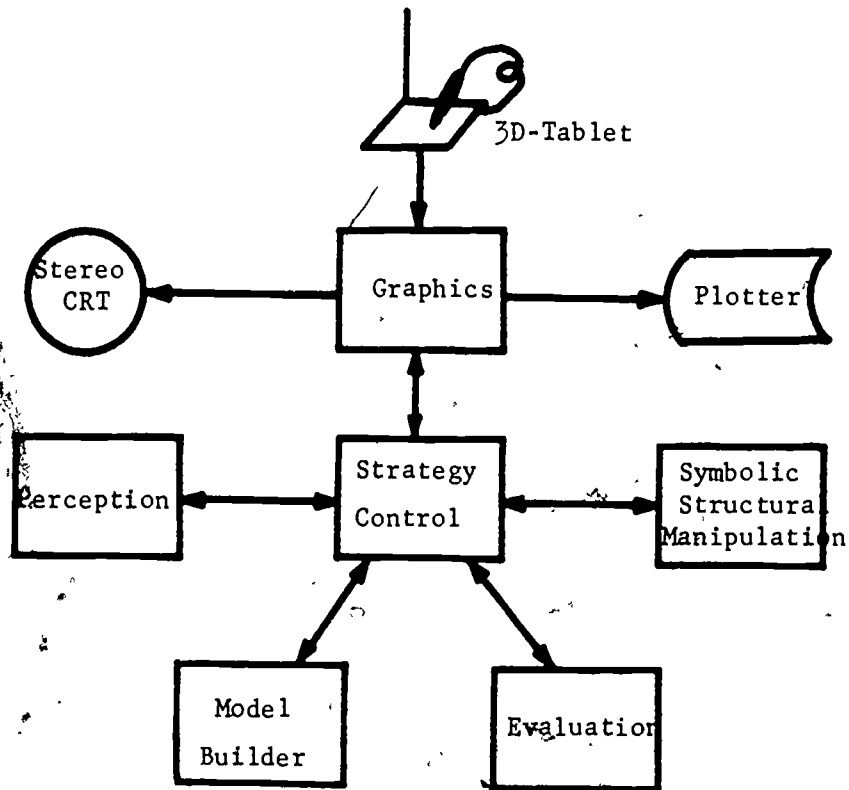 3D-Tablet
Stereo
CRT
Graphics
Plotter
Perception
Strategy
Control
Symbolic
Structural
Manipulation
Model
Builder
Evaluation